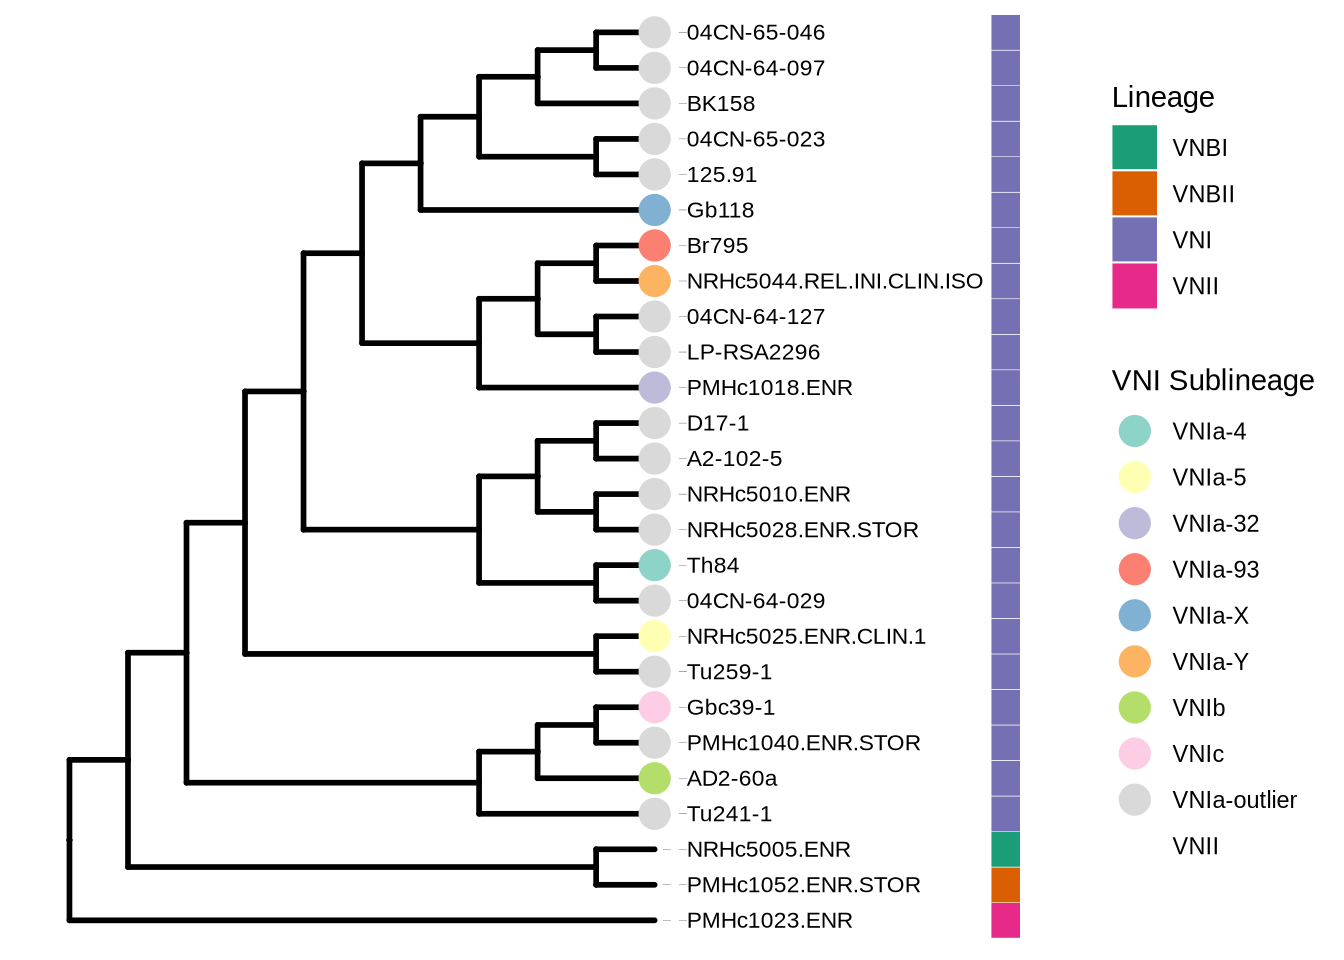 04CN-65-046
04CN-64-097
BK158
04CN-65-023
125.91
Gb118
Br795
NRHc5044.REL.INI.CLIN.ISO
04CN-64-127
LP-RSA2296
PMHc1018.ENR
D17-1
A2-102-5
NRHc5010.ENR
NRHc5028.ENR.STOR
Th84
04CN-64-029
NRHc5025.ENR.CLIN.1
Tu259-1
Gbc39-1
PMHc1040.ENR.STOR
AD2-60a
Tu241-1
NRHc5005.ENR
PMHc1052.ENR.STOR
PMHc1023.ENR
Lineage
VNBI
VNBII
VNI
VNII
VNI Sublineage
VNIa-4
VNIa-5
VNIa-32
VNIa-93
VNIa-X
VNIa-Y
VNIb
VNIc
VNIa-outlier
VNII